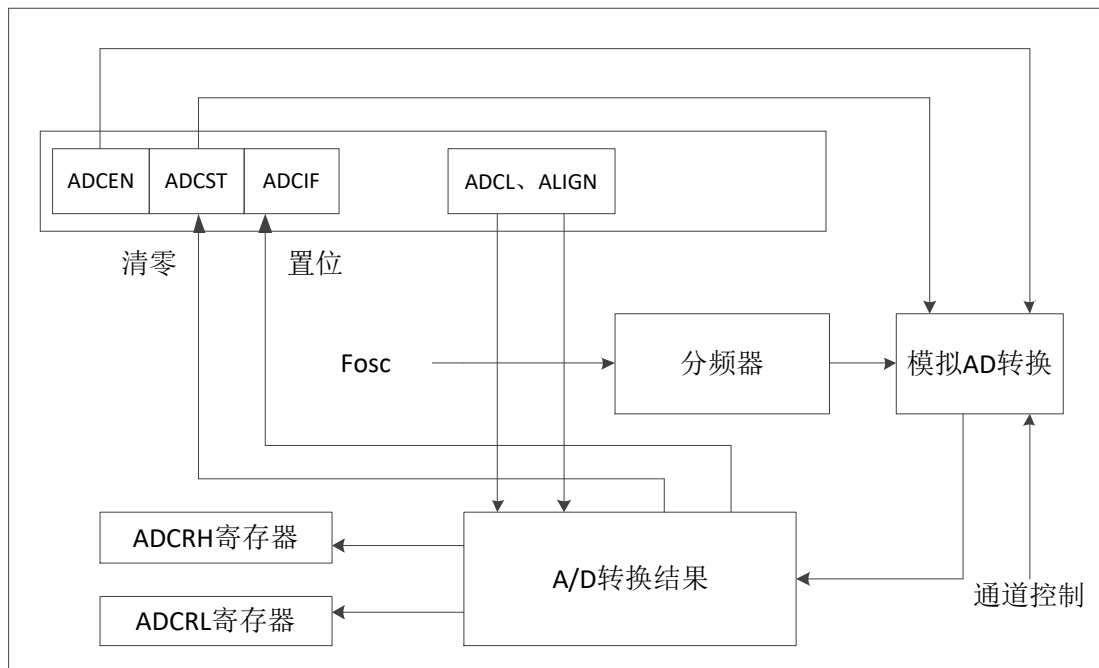 ADCEN
ADCST
ADCIF
ADCL、ALIGN
清零
置位
Fosc
分频器
模拟AD转换
ADCRH寄存器
A/D转换结果
ADCRL寄存器
通道控制